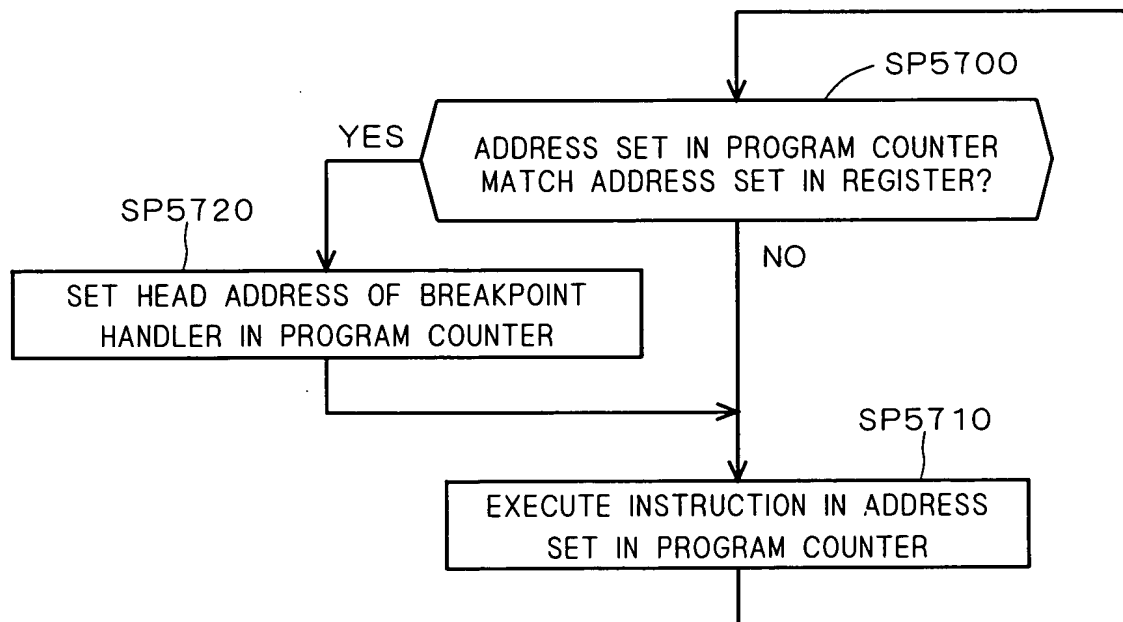 SP5700
YES
ADDRESS SET IN PROGRAM COUNTER
MATCH ADDRESS SET IN REGISTER?
SP5720
NO
SET HEAD ADDRESS OF BREAKPOINT
HANDLER IN PROGRAM COUNTER
SP5710
EXECUTE INSTRUCTION IN ADDRESS
SET IN PROGRAM COUNTER